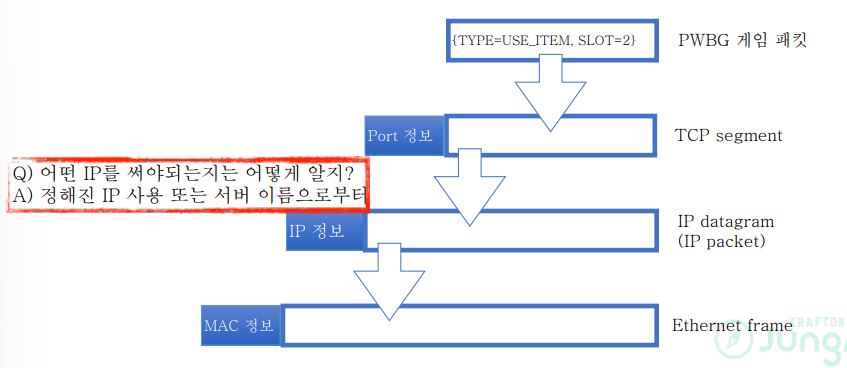 {TYPE=USE_ITEM, SLOT=2}
PWBG 게임 패킷
Port 정보
TCP segment
Q) 어떤 IP를 써야되는지는 어떻게 알지?
A) 정해진 IP 사용 또는 서버 이름으로부터
IP 정보
IP datagram
(IP packet)
MAC 정보
Ethernet frame
KRAFTON
Jung